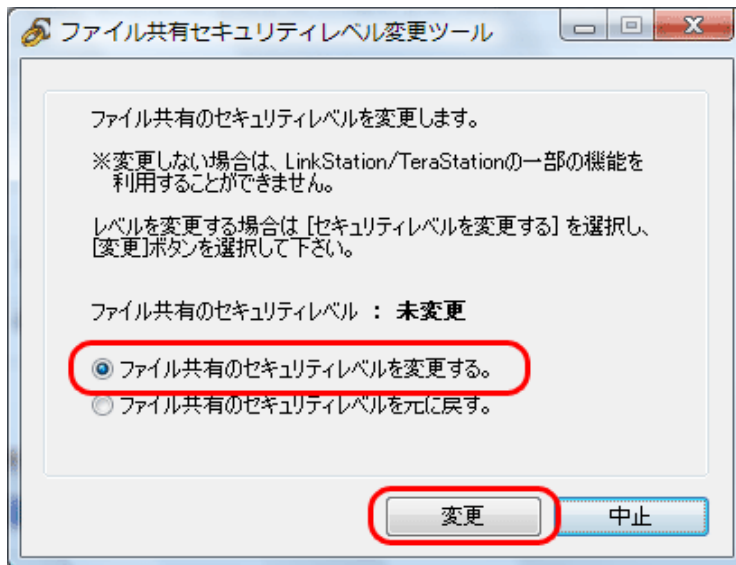 ファイル共有セキュリティレベル変更ツール
ファイル共有のセキュリティレベルを変更します。
※変更しない場合は、LinkStation/TeraStationの一部の機能を
利用することができません。
レベルを変更する場合は [セキュリティレベルを変更する] を選択し、
[変更]ボタンを選択して下さい。
ファイル共有のセキュリティレベル : 未変更
ファイル共有のセキュリティレベルを変更する。
ファイル共有のセキュリティレベルを元に戻す。
変更 中止